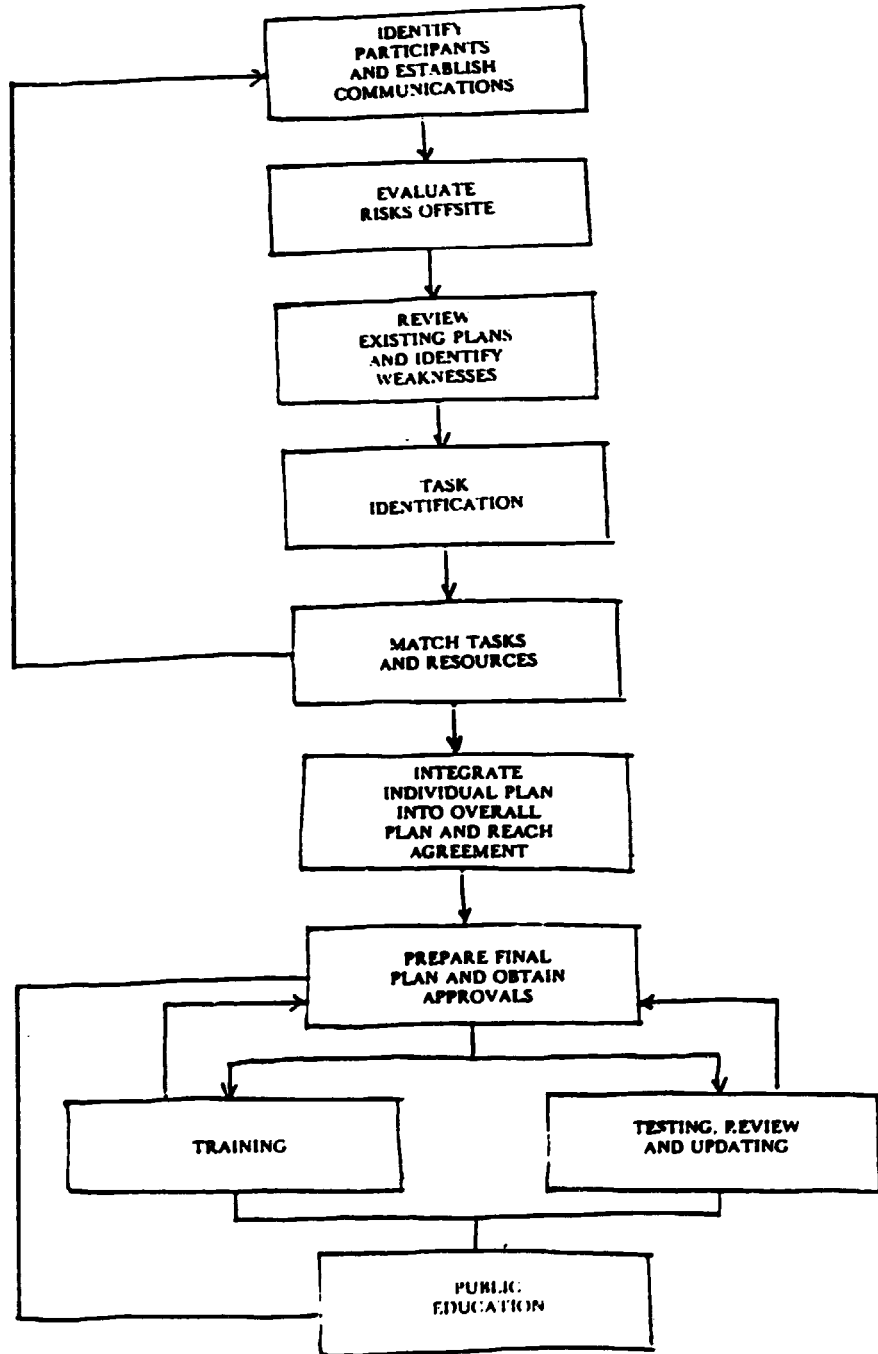 IDENTIFY
PARTICIPANTS
AND ESTABLISH
COMMUNICATIONS
EVALUATE
RISKS OFFSITE
REVIEW
EXISTING PLANS
AND IDENTIFY
WEAKNESSES
TASK
IDENTIFICATION
MATCH TASKS
AND RESOURCES
INTEGRATE
INDIVIDUAL PLAN
INTO OVERALL
PLAN AND REACH
AGREEMENT
PREPARE FINAL
PLAN AND OBTAIN
APPROVALS
TRAINING
TESTING, REVIEW
AND UPDATING
PUBLIC
EDUCATION